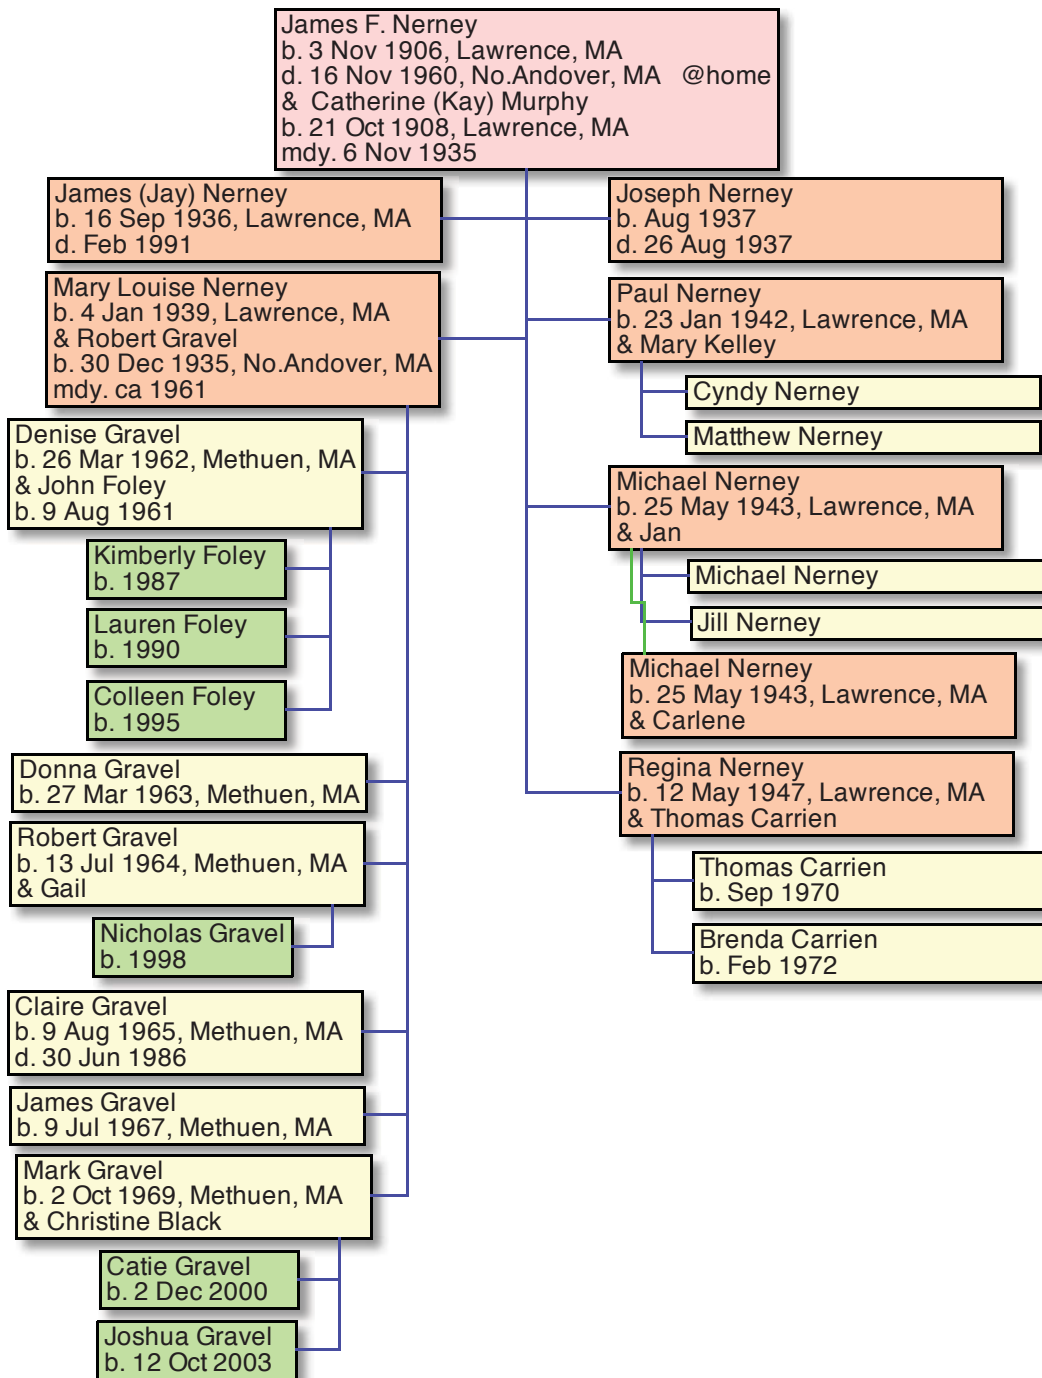 James F. Nerney
b. 3 Nov 1906, Lawrence, MA
d. 16 Nov 1960, No.Andover, MA @home
& Catherine (Kay) Murphy
b. 21 Oct 1908, Lawrence, MA
mdy. 6 Nov 1935
James (Jay) Nerney
b. 16 Sep 1936, Lawrence, MA
d. Feb 1991
Mary Louise Nerney
b. 4 Jan 1939, Lawrence, MA
& Robert Gravel
b. 30 Dec 1935, No.Andover, MA
mdy. ca 1961
Denise Gravel
b. 26 Mar 1962, Methuen, MA
& John Foley
b. 9 Aug 1961
Kimberly Foley
b. 1987
Lauren Foley
b. 1990
Colleen Foley
b. 1995
Donna Gravel
b. 27 Mar 1963, Methuen, MA
Robert Gravel
b. 13 Jul 1964, Methuen, MA
& Gail
Nicholas Gravel
b. 1998
Claire Gravel
b. 9 Aug 1965, Methuen, MA
d. 30 Jun 1986
James Gravel
b. 9 Jul 1967, Methuen, MA
Mark Gravel
b. 2 Oct 1969, Methuen, MA
& Christine Black
Catie Gravel
b. 2 Dec 2000
Joshua Gravel
b. 12 Oct 2003
Joseph Nerney
b. Aug 1937
d. 26 Aug 1937
Paul Nerney
b. 23 Jan 1942, Lawrence, MA
& Mary Kelley
Cyndy Nerney
Matthew Nerney
Michael Nerney
b. 25 May 1943, Lawrence, MA
& Jan
Michael Nerney
Jill Nerney
Michael Nerney
b. 25 May 1943, Lawrence, MA
& Carlene
Regina Nerney
b. 12 May 1947, Lawrence, MA
& Thomas Carrien
Thomas Carrien
b. Sep 1970
Brenda Carrien
b. Feb 1972